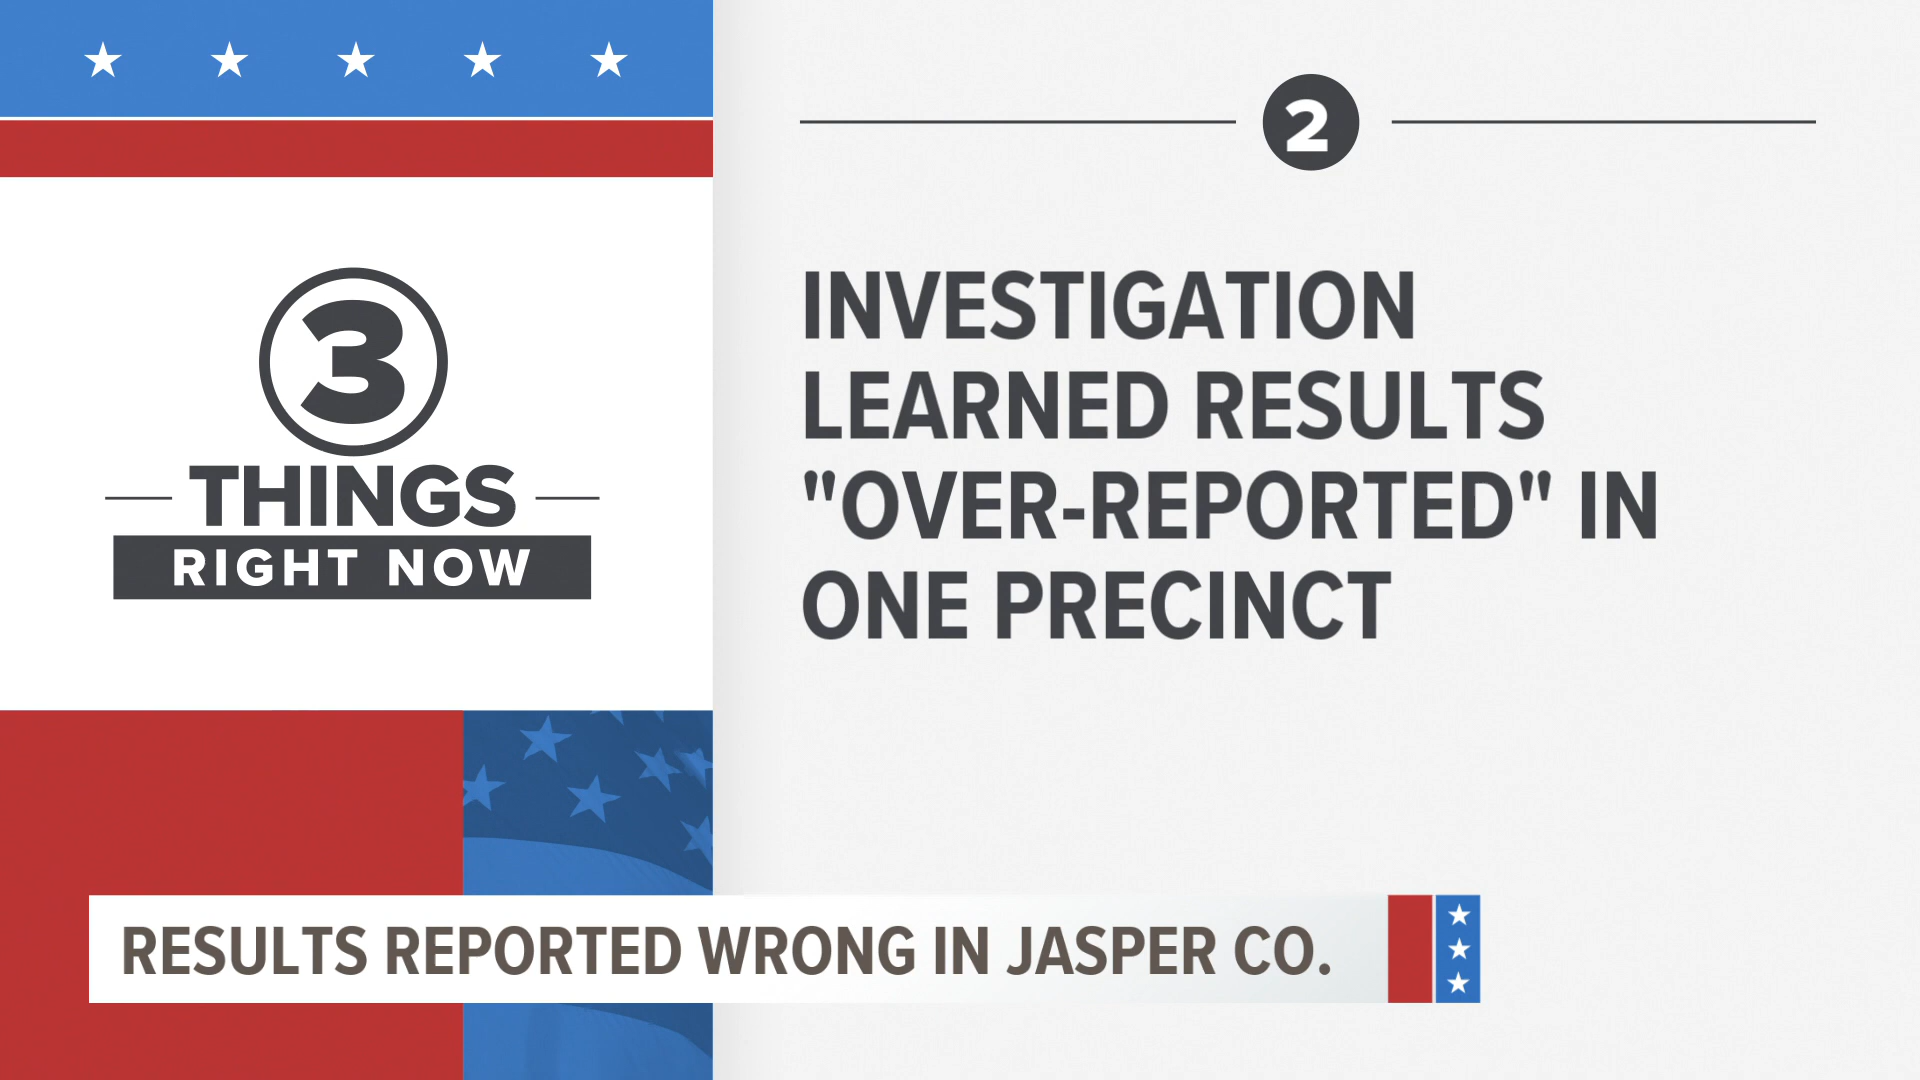 3
THINGS
RIGHT NOW
2
INVESTIGATION
LEARNED RESULTS
"OVER-REPORTED" IN
ONE PRECINCT
RESULTS REPORTED WRONG IN JASPER CO.